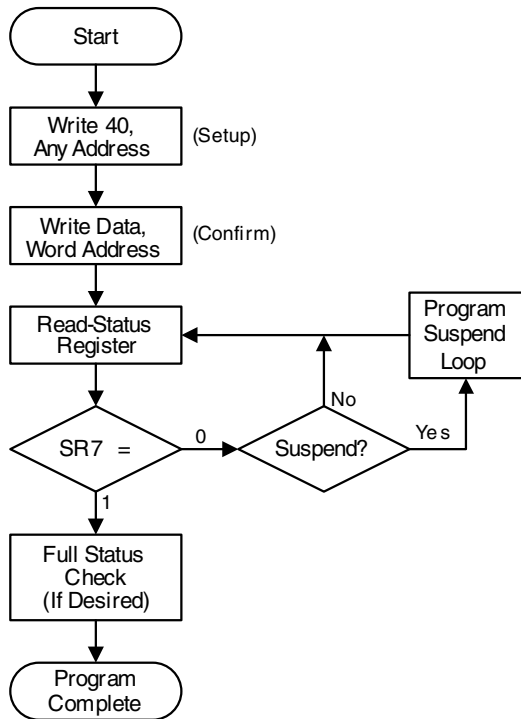 Start
Write 40,
Any Address
(Setup)
Write Data,
Word Address
(Confirm)
Read-Status
Register
Program
Suspend
Loop
No
SR7 =
0
Suspend?
Yes
1
Full Status
Check
(If Desired)
Program
Complete